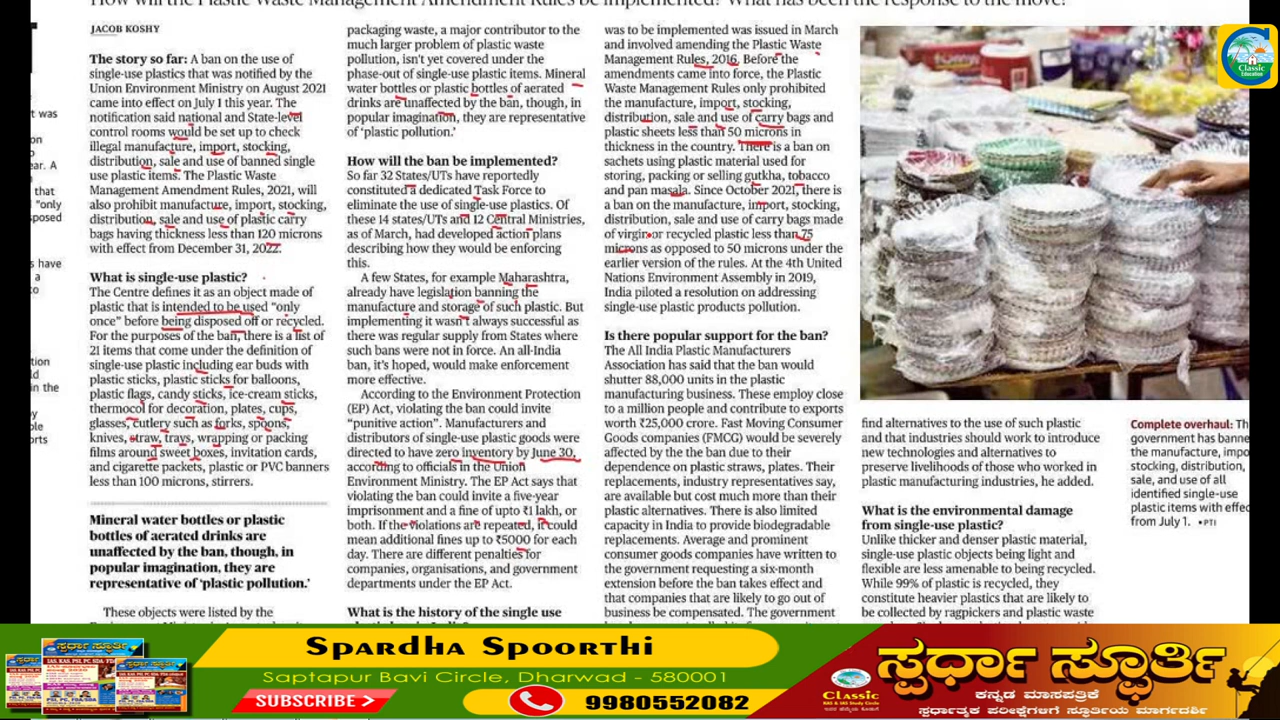 How will the Plastic Waste Management Amendment Rules be implemented? What has been the response to the move?
JACOB KOSHY
The story so far: A ban on the use of
single-use plastics that was notified by the
Union Environment Ministry on August 2021
came into effect on July 1 this year. The
notification said national and State-level
control rooms would be set up to check
illegal manufacture, import, stocking,
distribution, sale and use of banned single
use plastic items. The Plastic Waste
Management Amendment Rules, 2021, will
also prohibit manufacture, import, stocking,
distribution, sale and use of plastic carry
bags having thickness less than 120 microns
with effect from December 31, 2022.
What is single-use plastic?
The Centre defines it as an object made of
plastic that is intended to be used "only
once" before being disposed off or recycled.
For the purposes of the ban, there is a list of
21 items that come under the definition of
single-use plastic including ear buds with
plastic sticks, plastic sticks for balloons,
plastic flags, candy sticks, ice-cream sticks,
thermocol for decoration, plates, cups,
glasses, cutlery such as forks, spoons,
knives, straw, trays, wrapping or packing
films around sweet boxes, invitation cards,
and cigarette packets, plastic or PVC banners
less than 100 microns, stirrers.
Mineral water bottles or plastic
bottles of aerated drinks are
unaffected by the ban, though, in
popular imagination, they are
representative of 'plastic pollution.'
These objects were listed by the
packaging waste, a major contributor to the
much larger problem of plastic waste
pollution, isn't yet covered under the
phase-out of single-use plastic items. Mineral
water bottles or plastic bottles of aerated
drinks are unaffected by the ban, though, in
popular imagination, they are representative
of 'plastic pollution.'
How will the ban be implemented?
So far 32 States/UTs have reportedly
constituted a dedicated Task Force to
eliminate the use of single-use plastics. Of
these 14 states/UTs and 12 Central Ministries,
as of March, had developed action plans
describing how they would be enforcing
this.
A few States, for example Maharashtra,
already have legislation banning the
manufacture and storage of such plastic. But
implementing it wasn't always successful as
there was regular supply from States where
such bans were not in force. An all-India
ban, it's hoped, would make enforcement
more effective.
According to the Environment Protection
(EP) Act, violating the ban could invite
"punitive action". Manufacturers and
distributors of single-use plastic goods were
directed to have zero inventory by June 30,
according to officials in the Union
Environment Ministry. The EP Act says that
violating the ban could invite a five-year
imprisonment and a fine of upto ₹1 lakh, or
both. If the violations are repeated, it could
mean additional fines up to ₹5000 for each
day. There are different penalties for
companies, organisations, and government
departments under the EP Act.
What is the history of the single use
was to be implemented was issued in March
and involved amending the Plastic Waste
Management Rules, 2016. Before the
amendments came into force, the Plastic
Waste Management Rules only prohibited
the manufacture, import, stocking,
distribution, sale and use of carry bags and
plastic sheets less than 50 microns in
thickness in the country. There is a ban on
sachets using plastic material used for
storing, packing or selling gutkha, tobacco
and pan masala. Since October 2021, there is
a ban on the manufacture, import, stocking,
distribution, sale and use of carry bags made
of virgin or recycled plastic less than 75
microns as opposed to 50 microns under the
earlier version of the rules. At the 4th United
Nations Environment Assembly in 2019,
India piloted a resolution on addressing
single-use plastic products pollution.
Is there popular support for the ban?
The All India Plastic Manufacturers
Association has said that the ban would
shutter 88,000 units in the plastic
manufacturing business. These employ close
to a million people and contribute to exports
worth ₹25,000 crore. Fast Moving Consumer
Goods companies (FMCG) would be severely
affected by the the ban due to their
dependence on plastic straws, plates. Their
replacements, industry representatives say,
are available but cost much more than their
plastic alternatives. There is also limited
capacity in India to provide biodegradable
replacements. Average and prominent
consumer goods companies have written to
the government requesting a six-month
extension before the ban takes effect and
that companies that are likely to go out of
business be compensated. The government
find alternatives to the use of such plastic
and that industries should work to introduce
new technologies and alternatives to
preserve livelihoods of those who worked in
plastic manufacturing industries, he added.
What is the environmental damage
from single-use plastic?
Unlike thicker and denser plastic material,
single-use plastic objects being light and
flexible are less amenable to being recycled.
While 99% of plastic is recycled, they
constitute heavier plastics that are likely to
be collected by ragpickers and plastic waste
Complete overhaul: Th
government has banne
the manufacture, impo
stocking, distribution,
sale, and use of all
identified single-use
plastic items with effec
from July 1. • PTI
Classic
Education
Spardha Spoorthi
Saptapur Bavi Circle, Dharwad - 580001
SUBSCRIBE
9980552082
Classic
KAS & IAS Study Circle
ಸ್ಪರ್ಧಾ ಸ್ಫೂರ್ತಿ
ಕನ್ನಡ ಮಾಸಪತ್ರಿಕೆ
ಸ್ಪರ್ಧಾತ್ಮಕ ಪರೀಕ್ಷೆಗಳಿಗೆ ಸ್ಫೂರ್ತಿಯ ಮಾರ್ಗದರ್ಶಿ